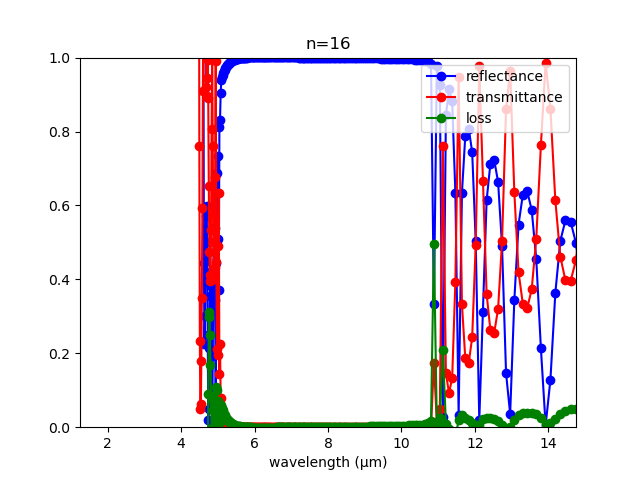 n=16
1.0
0.8
0.6
0.4
0.2
0.0
reflectance
transmittance
loss
2 4 6 8 10 12 14
wavelength (μm)